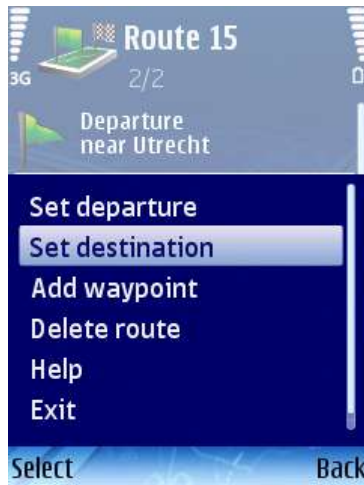 Route 15
3G
2/2
Departure
near Utrecht
Set departure
Set destination
Add waypoint
Delete route
Help
Exit
Select Back